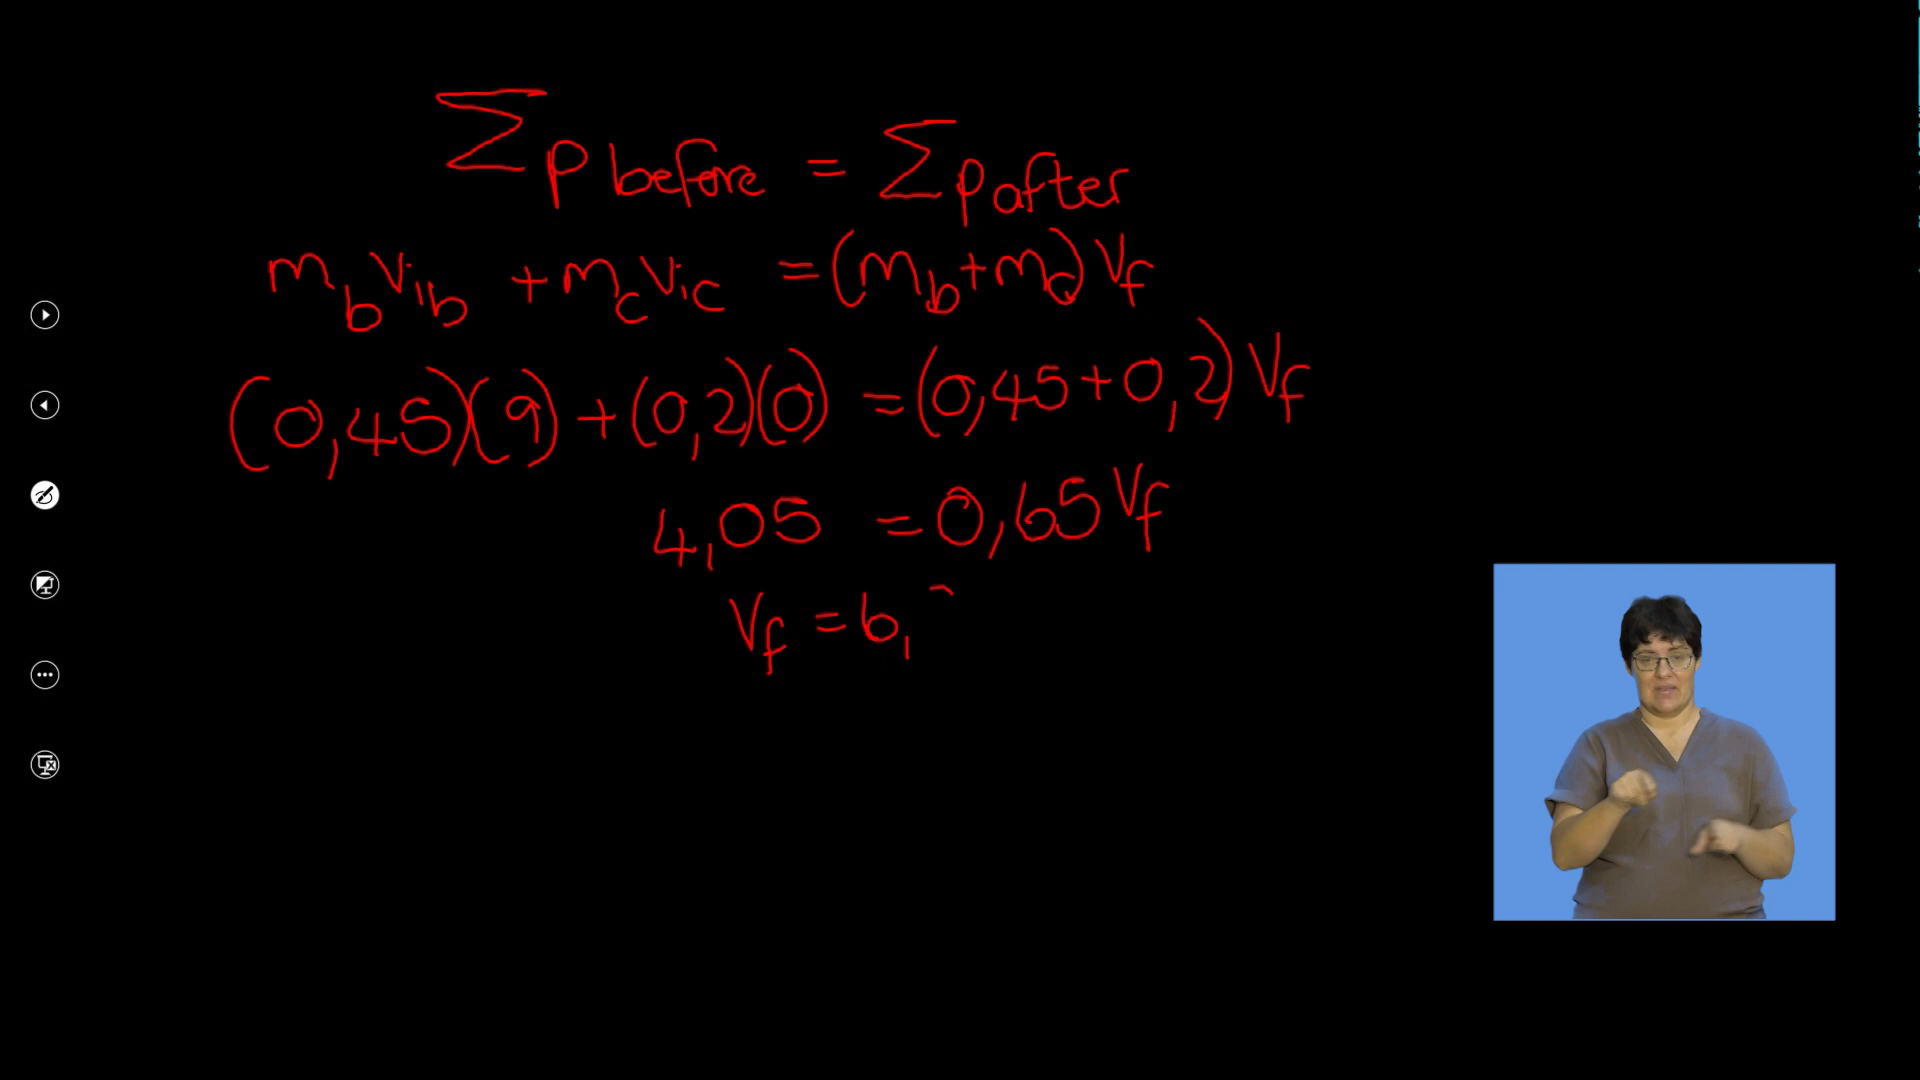 Σp before = Σp after
m_b v_ib + m_c v_ic = (m_b + m_c) v_f
(0,45)(9) + (0,2)(0) = (0,45 + 0,2) v_f
4,05 = 0,65 v_f
v_f = 6,